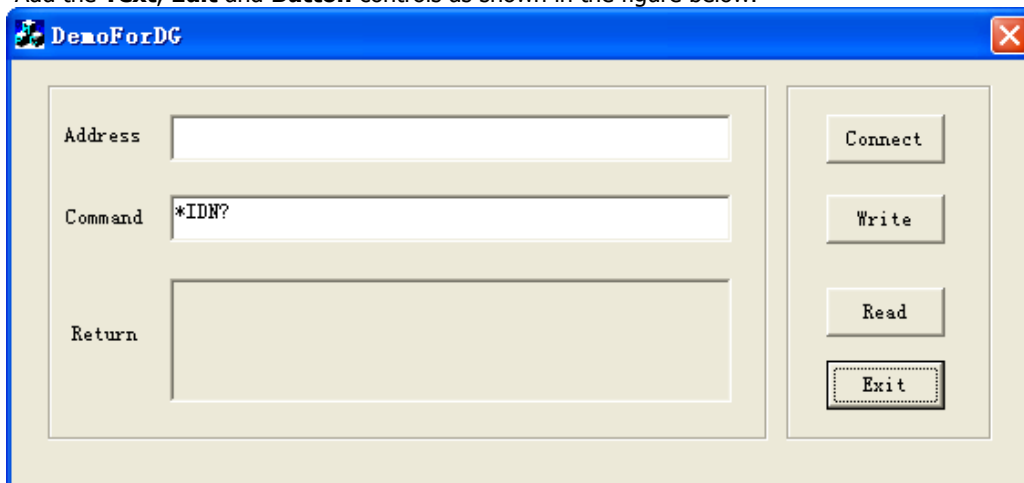 Add the Text, Edit and Button controls as shown in the figure below.
DemoForDG
Address
Connect
Command
*IDN?
Write
Return
Read
Exit